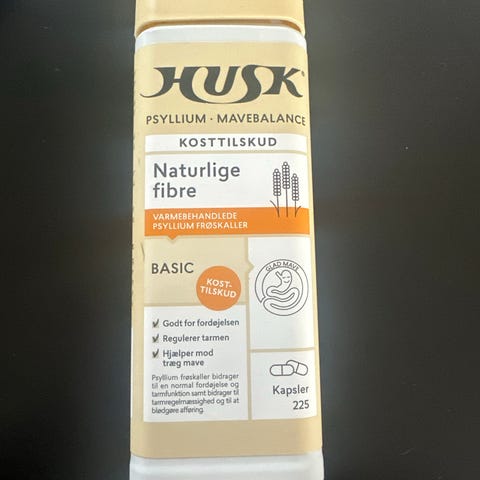 HUSK®
PSYLLIUM · MAVEBALANCE
KOSTTILSKUD
Naturlige
fibre
VARMEBEHANDLEDE
PSYLLIUM FRØSKALLER
BASIC
KOST-
TILSKUD
GLAD MAVE
Godt for fordøjelsen
Regulerer tarmen
Hjælper mod
træg mave
Psyllium frøskaller bidrager
til en normal fordøjelse og
tarmfunktion samt bidrager til
tarmregelmæssighed og til at
blødgøre afføring.
Kapsler
225